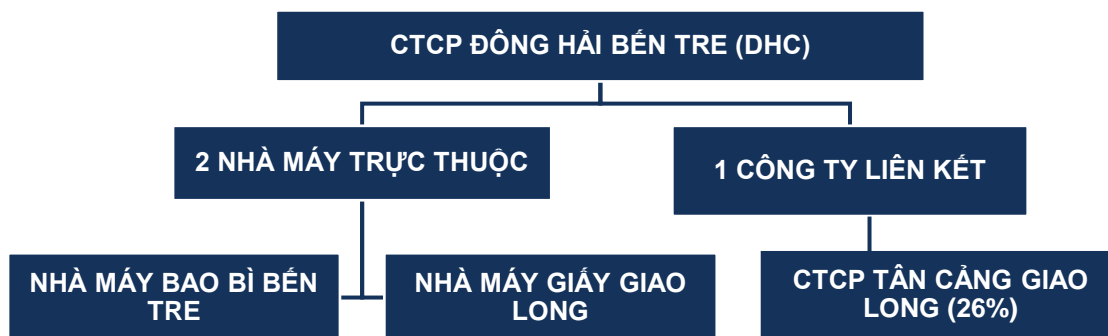 CTCP ĐÔNG HẢI BẾN TRE (DHC)
2 NHÀ MÁY TRỰC THUỘC
1 CÔNG TY LIÊN KẾT
NHÀ MÁY BAO BÌ BẾN
TRE
NHÀ MÁY GIẤY GIAO
LONG
CTCP TÂN CẢNG GIAO
LONG (26%)